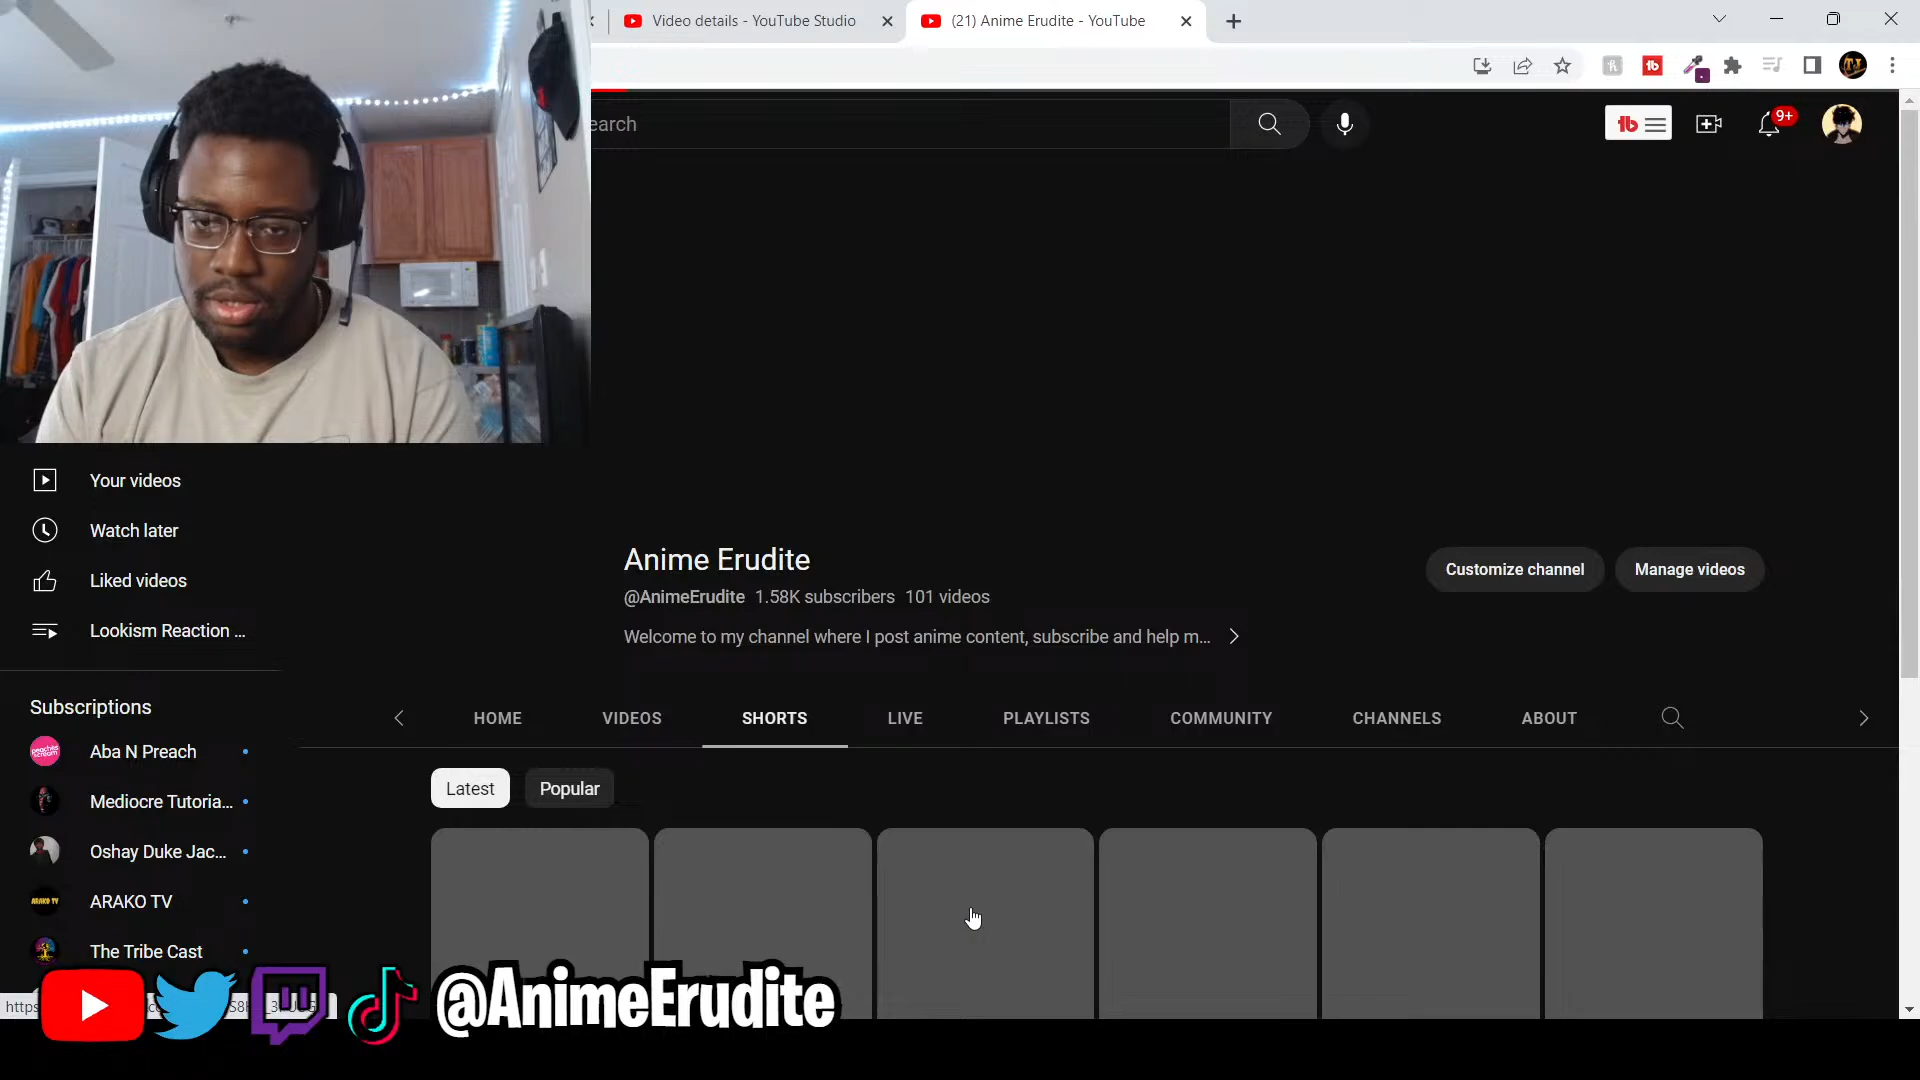 Video details - YouTube Studio
(21) Anime Erudite - YouTube
earch
9+
Your videos
Watch later
Liked videos
Lookism Reaction ...
Subscriptions
Aba N Preach
Mediocre Tutoria...
Oshay Duke Jac...
ARAKO TV
The Tribe Cast
Anime Erudite
@AnimeErudite 1.58K subscribers 101 videos
Welcome to my channel where I post anime content, subscribe and help m...
Customize channel
Manage videos
HOME
VIDEOS
SHORTS
LIVE
PLAYLISTS
COMMUNITY
CHANNELS
ABOUT
Latest
Popular
https
@AnimeErudite